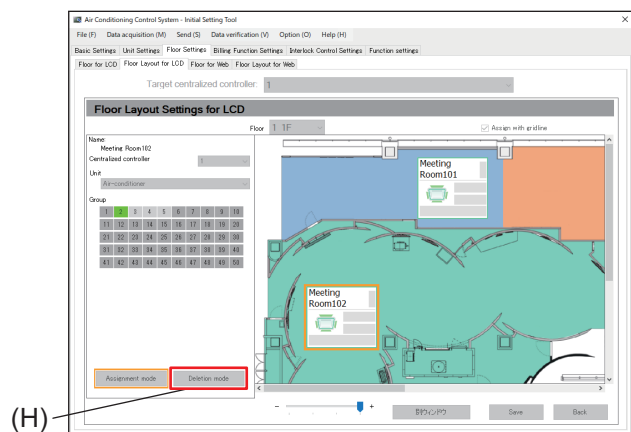 Air Conditioning Control System - Initial Setting Tool
File (F) Data acquisition (M) Send (S) Data verification (V) Option (O) Help (H)
Basic Settings Unit Settings Floor Settings Billing Function Settings Interlock Control Settings Function settings
Floor for LCD Floor Layout for LCD Floor for Web Floor Layout for Web
Target centralized controller: 1
Floor Layout Settings for LCD
Floor 1 1F Assign with gridline
Name:
Meeting Room102
Centralized controller 1
Unit
Air-conditioner
Group
1 2 3 4 5 6 7 8 9 10
11 12 13 14 15 16 17 18 19 20
21 22 23 24 25 26 27 28 29 30
31 32 33 34 35 36 37 38 39 40
41 42 43 44 45 46 47 48 49 50
Meeting
Room101
Meeting
Room102
Assignment mode Deletion mode
(H)
- +
別ウィンドウ Save Back